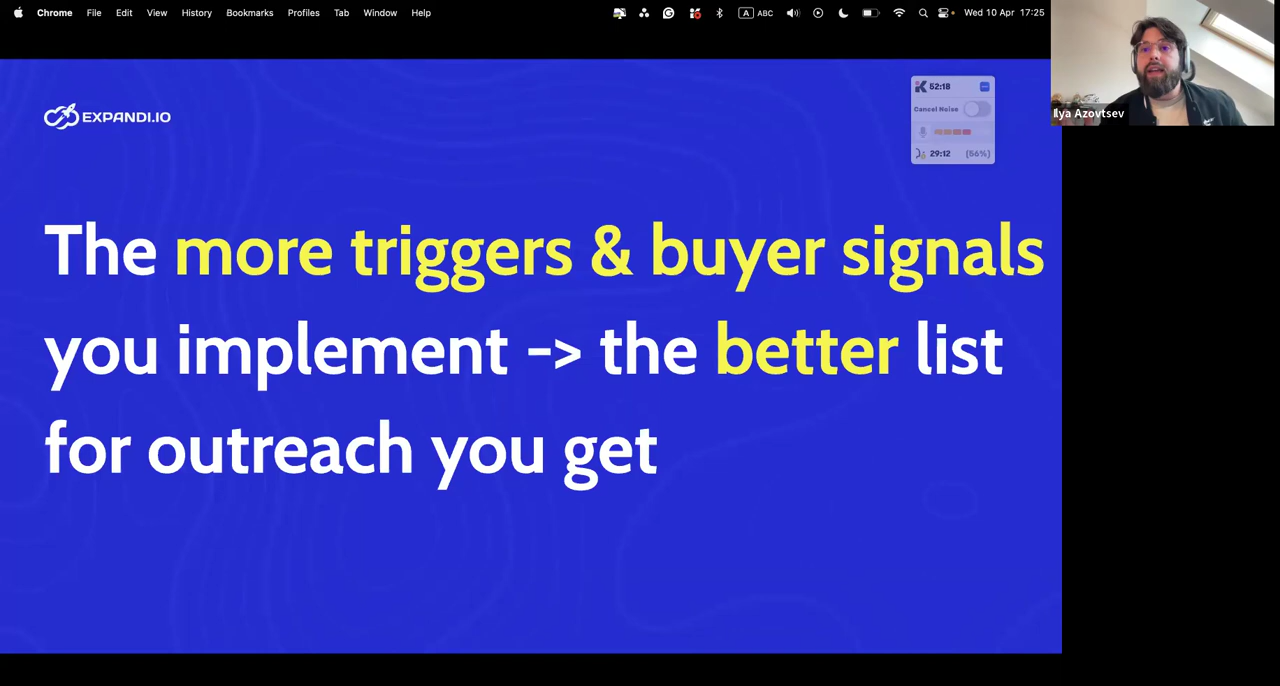 Chrome File Edit View History Bookmarks Profiles Tab Window Help A ABC Wed 10 Apr 17:25
EXPANDI.IO
52:18
Cancel Noise
29:12 (56%)
Ilya Azovtsev
The more triggers & buyer signals
you implement -> the better list
for outreach you get